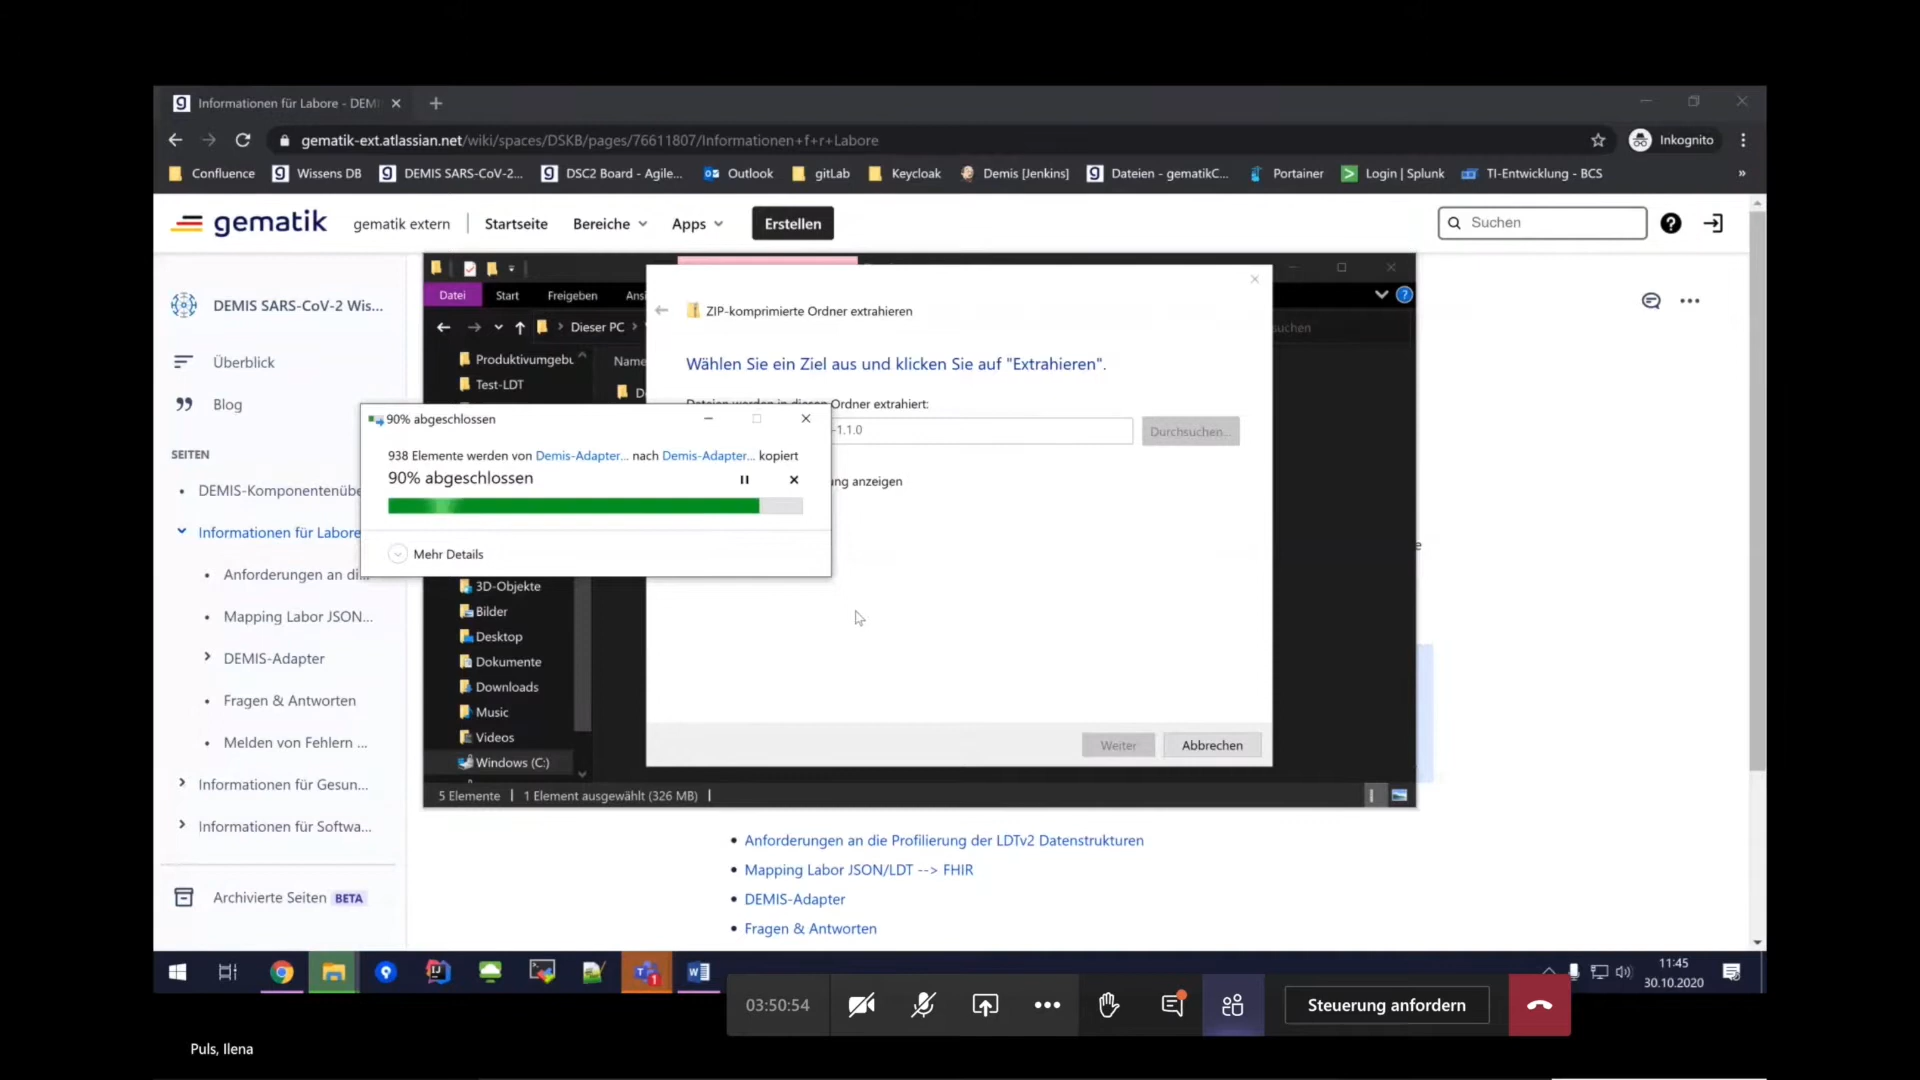 Informationen für Labore - DEMI
gematik-ext.atlassian.net/wiki/spaces/DSKB/pages/76611807/Informationen+f+r+Labore
Inkognito
Confluence
Wissens DB
DEMIS SARS-CoV-2...
DSC2 Board - Agile...
Outlook
gitLab
Keycloak
Demis [Jenkins]
Dateien - gematikC...
Portainer
Login | Splunk
TI-Entwicklung - BCS
»
gematik
gematik extern
Startseite
Bereiche
Apps
Erstellen
Suchen
DEMIS SARS-CoV-2 Wis...
Überblick
Blog
SEITEN
DEMIS-Komponentenübe
Informationen für Labore
Anforderungen an di...
Mapping Labor JSON...
DEMIS-Adapter
Fragen & Antworten
Melden von Fehlern ...
Informationen für Gesun...
Informationen für Softwa...
Archivierte Seiten BETA
Datei
Start
Freigeben
Ansi
Dieser PC
suchen
Produktivumgebu
Test-LDT
Name
D
3D-Objekte
Bilder
Desktop
Dokumente
Downloads
Music
Videos
Windows (C:)
5 Elemente
1 Element ausgewählt (326 MB)
ZIP-komprimierte Ordner extrahieren
Wählen Sie ein Ziel aus und klicken Sie auf "Extrahieren".
Dateien werden in diesen Ordner extrahiert:
-1.1.0
Durchsuchen...
ng anzeigen
Weiter
Abbrechen
90% abgeschlossen
938 Elemente werden von Demis-Adapter... nach Demis-Adapter... kopiert
90% abgeschlossen
Mehr Details
e
• Anforderungen an die Profilierung der LDTv2 Datenstrukturen
• Mapping Labor JSON/LDT --> FHIR
• DEMIS-Adapter
• Fragen & Antworten
11:45
30.10.2020
03:50:54
Steuerung anfordern
Puls, Ilena